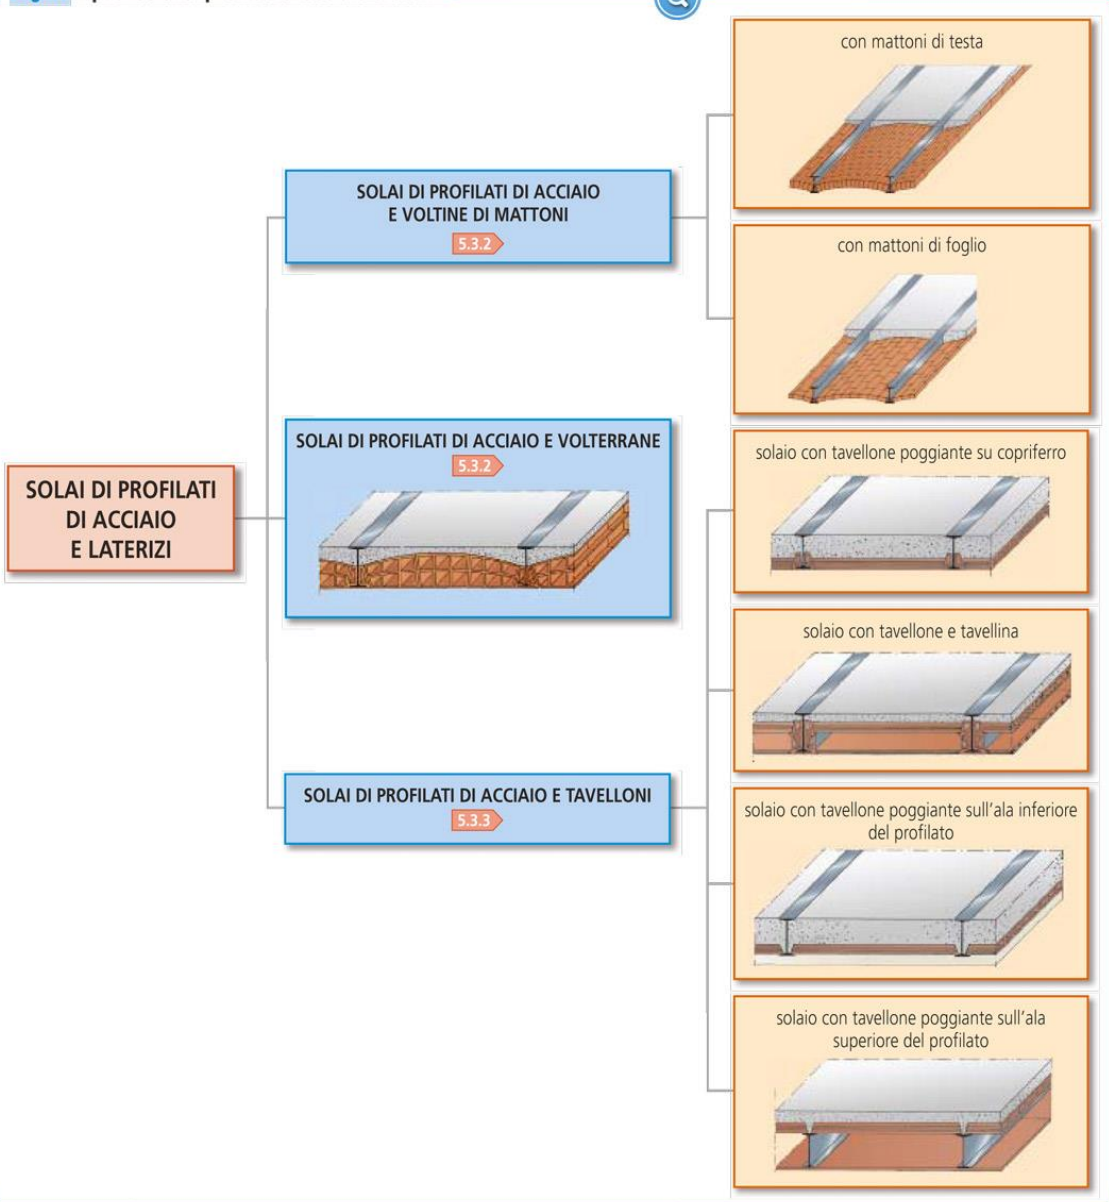 con mattoni di testa
SOLAI DI PROFILATI DI ACCIAIO
E VOLTINE DI MATTONI
5.3.2
con mattoni di foglio
SOLAI DI PROFILATI DI ACCIAIO E VOLTERRANE
5.3.2
solaio con tavellone poggiante su copriferro
SOLAI DI PROFILATI
DI ACCIAIO
E LATERIZI
solaio con tavellone e tavellina
SOLAI DI PROFILATI DI ACCIAIO E TAVELLONI
5.3.3
solaio con tavellone poggiante sull'ala inferiore
del profilato
solaio con tavellone poggiante sull'ala
superiore del profilato